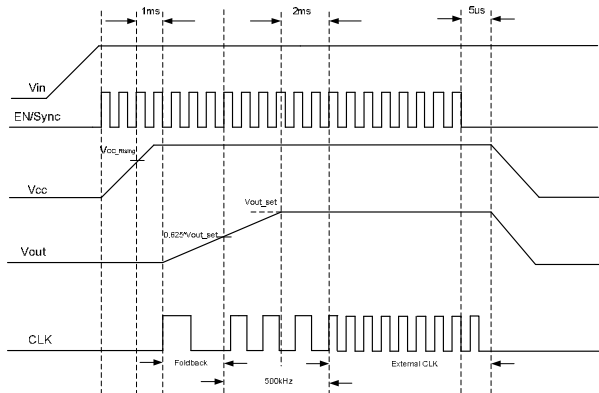 1ms
2ms
5us
Vin
EN/Sync
VCC_Rising
Vcc
Vout_set
0.625*Vout_set
Vout
CLK
Foldback
External CLK
500kHz